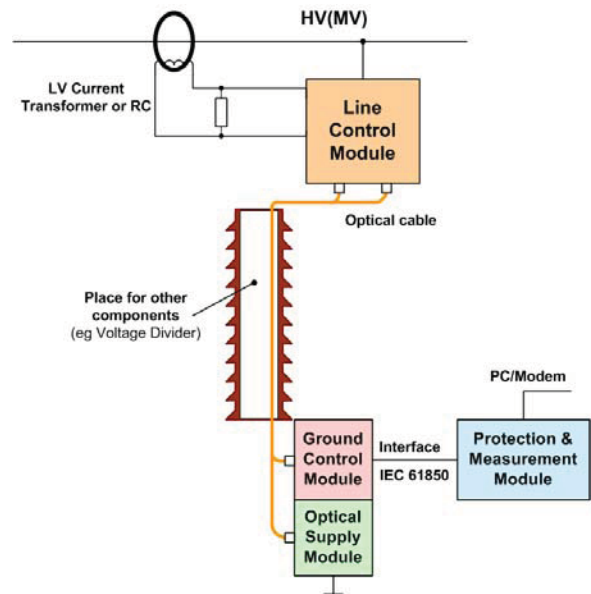 HV(MV)
LV Current
Transformer or RC
Line
Control
Module
Optical cable
Place for other
components
(eg Voltage Divider)
PC/Modem
Ground
Control
Module
Interface
IEC 61850
Protection &
Measurement
Module
Optical
Supply
Module